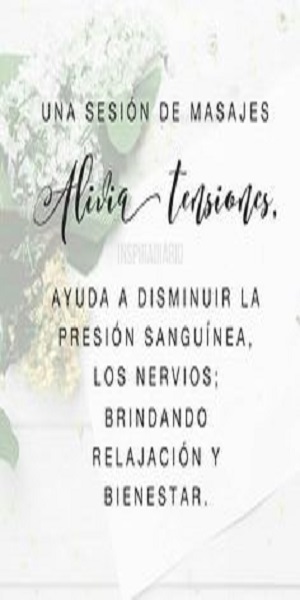 UNA SESIÓN DE MASAJES
Alivia tensiones,
INSPIRADIARIO
AYUDA A DISMINUIR LA
PRESIÓN SANGUÍNEA,
LOS NERVIOS;
BRINDANDO
RELAJACIÓN Y
BIENESTAR.